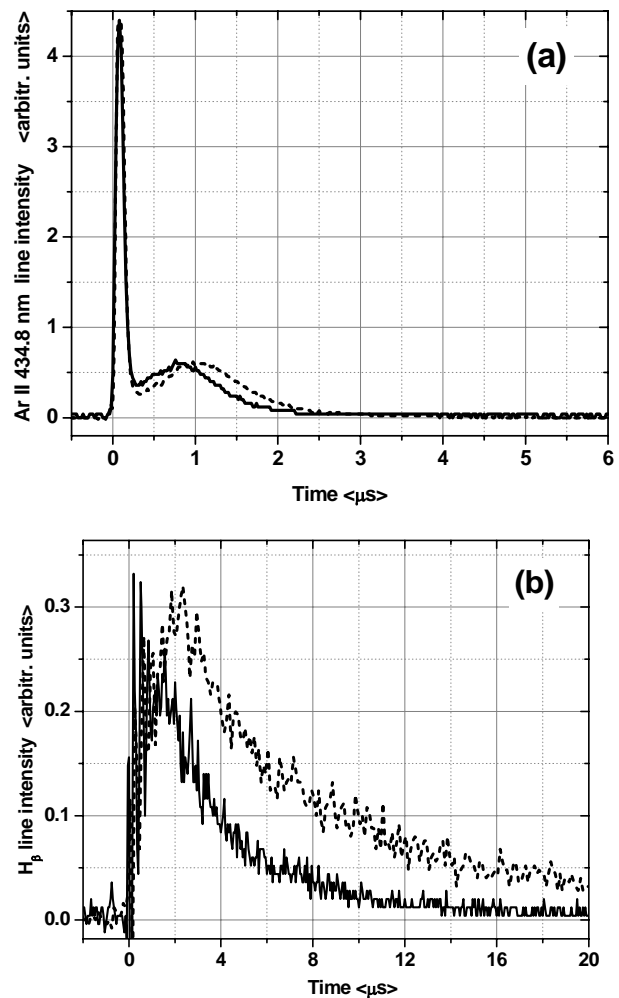 (a)
Ar II 434.8 nm line intensity <arbitr. units>
4
3
2
1
0
0 1 2 3 4 5 6
Time <µs>
(b)
H_β line intensity <arbitr. units>
0.3
0.2
0.1
0.0
0 4 8 12 16 20
Time <µs>